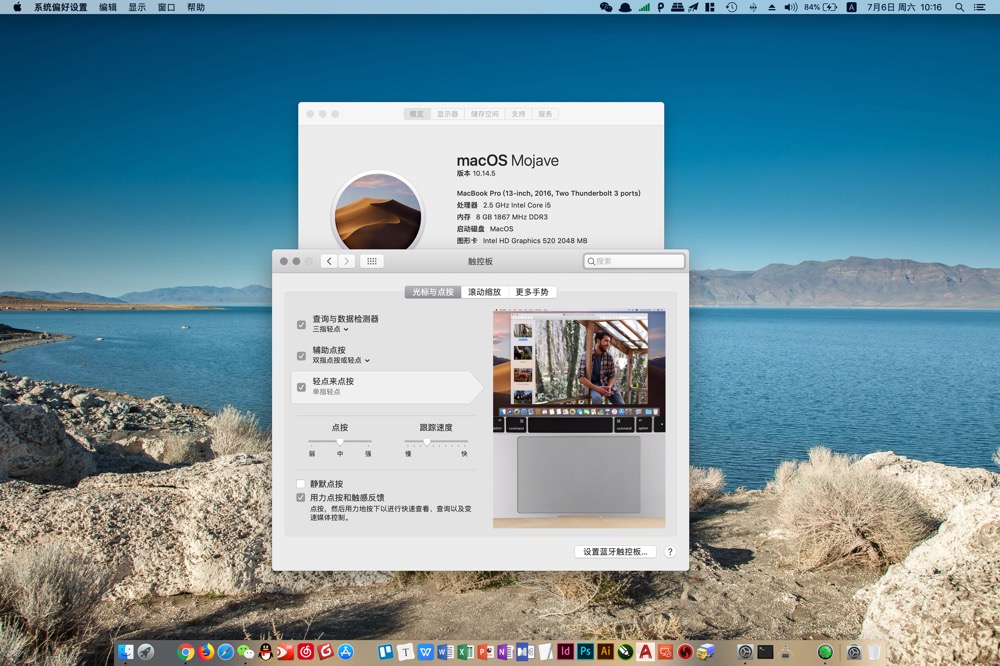 系统偏好设置 编辑 显示 窗口 帮助
84% A 7月6日 周六 10:16
概览 显示器 储存空间 支持 服务
macOS Mojave
版本 10.14.5
MacBook Pro (13-inch, 2016, Two Thunderbolt 3 ports)
处理器 2.5 GHz Intel Core i5
内存 8 GB 1867 MHz DDR3
启动磁盘 MacOS
图形卡 Intel HD Graphics 520 2048 MB
触控板
搜索
光标与点按 滚动缩放 更多手势
查询与数据检测器
三指轻点
辅助点按
双指点按或轻点
轻点来点按
单指轻点
点按 跟踪速度
弱 中 强 慢 快
静默点按
用力点按和触感反馈
点按，然后用力地按下以进行快速查看、查询以及变
速媒体控制。
command command option
设置蓝牙触控板... ?
T W W X P N M Id Ps Ai A